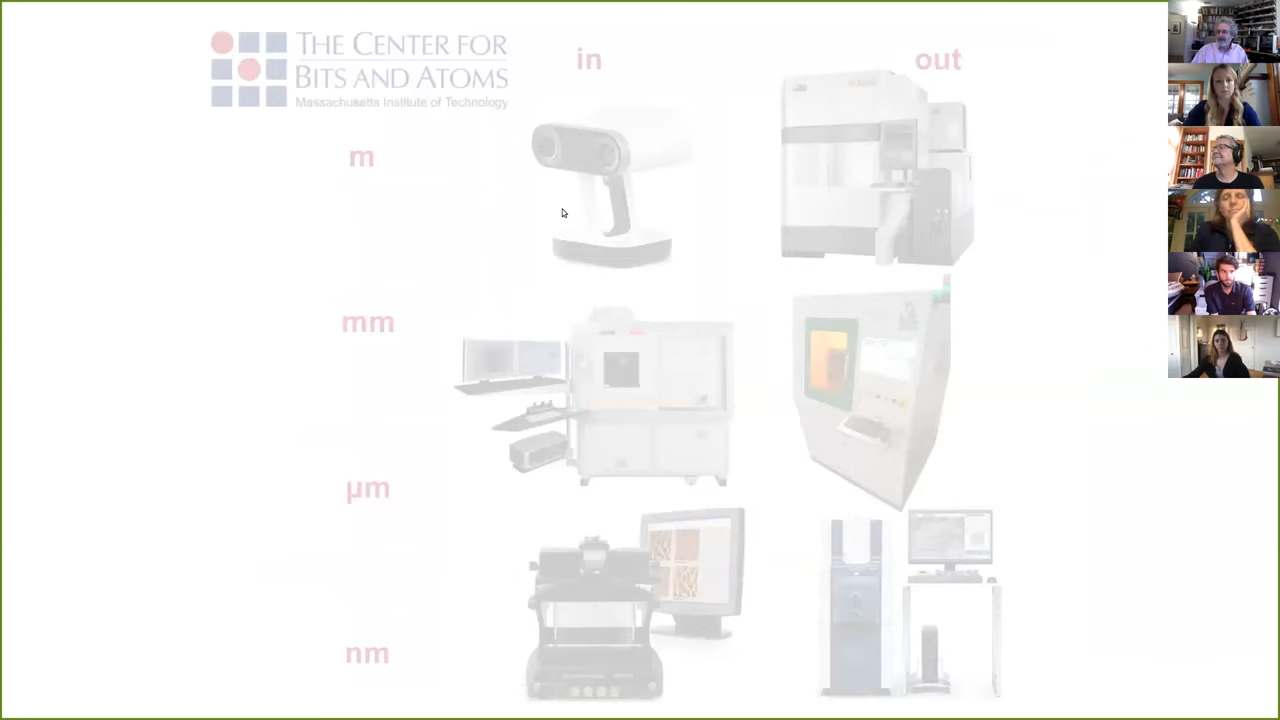 THE CENTER FOR
BITS AND ATOMS
Massachusetts Institute of Technology
in
out
m
mm
µm
nm